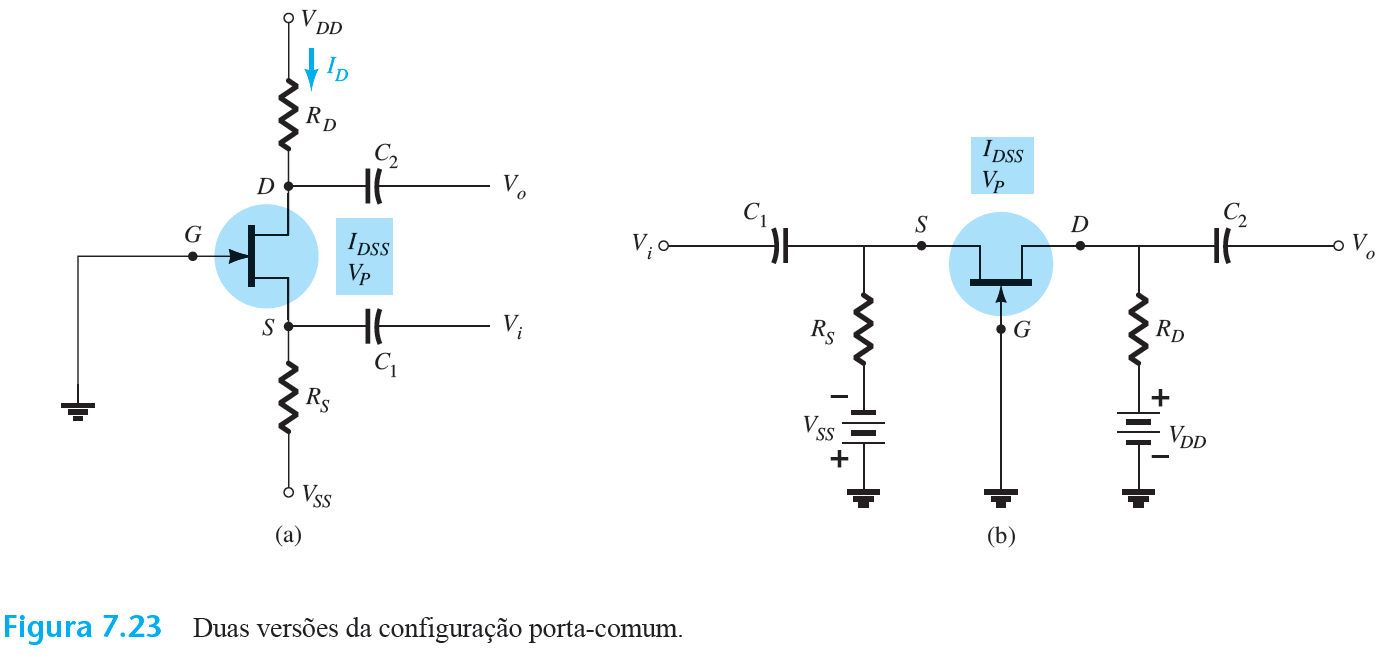 V_DD
I_D
R_D
C_2
D
V_o
G
I_DSS
V_P
S
V_i
C_1
R_S
V_SS
(a)
I_DSS
V_P
C_1
S
D
C_2
V_i
V_o
R_S
G
R_D
−
+
V_SS
V_DD
+
−
(b)
Figura 7.23 Duas versões da configuração porta-comum.